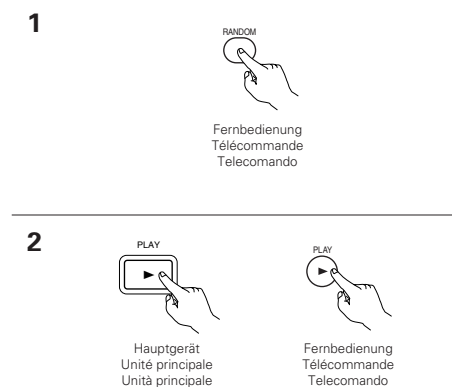 1
RANDOM
Fernbedienung
Télécommande
Telecomando
2
PLAY
Hauptgerät
Unité principale
Unità principale
PLAY
Fernbedienung
Télécommande
Telecomando